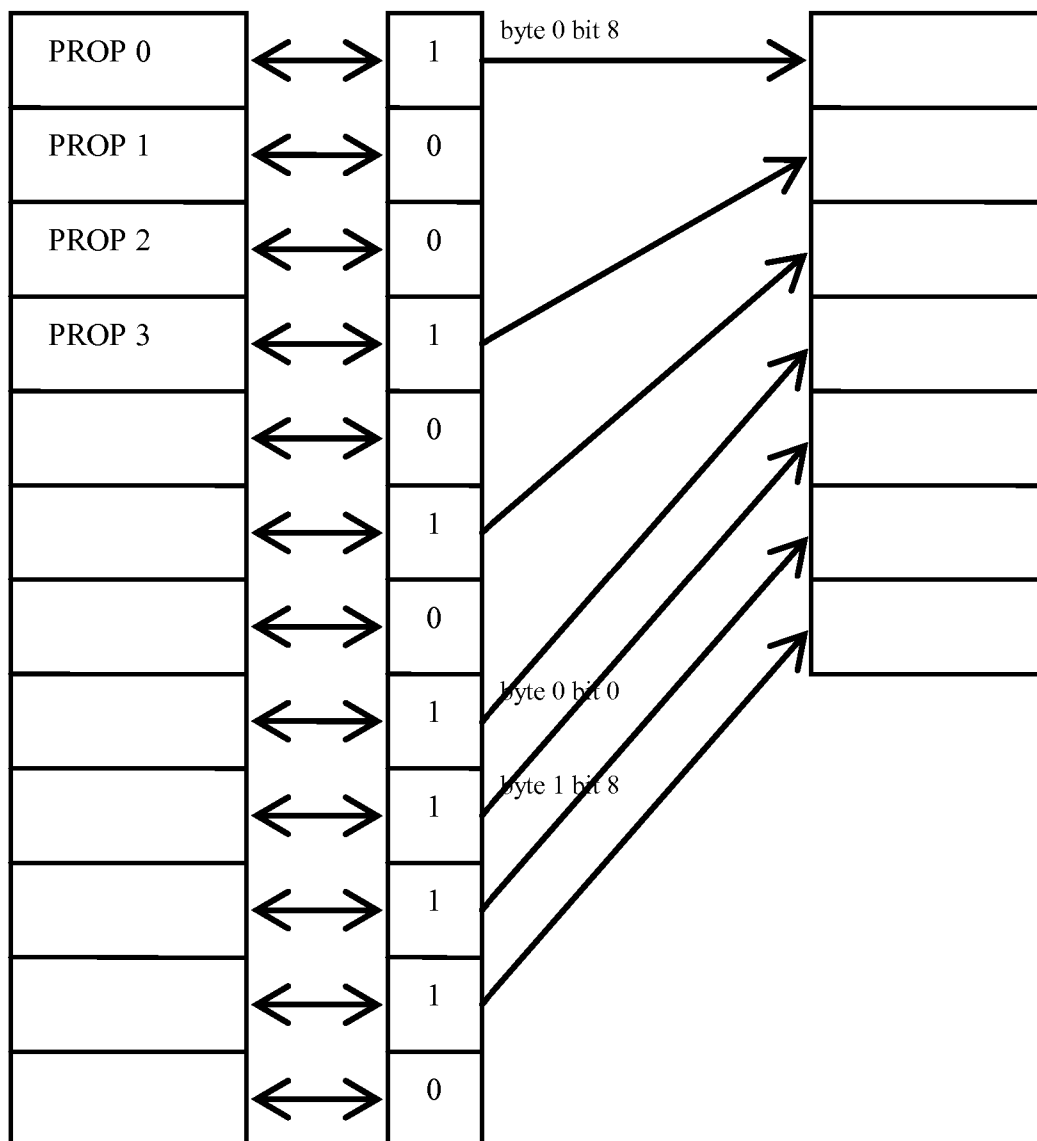 PROP 0 1 byte 0 bit 8
PROP 1 0
PROP 2 0
PROP 3 1
0
1
0
1 byte 0 bit 0
1 byte 1 bit 8
1
1
0